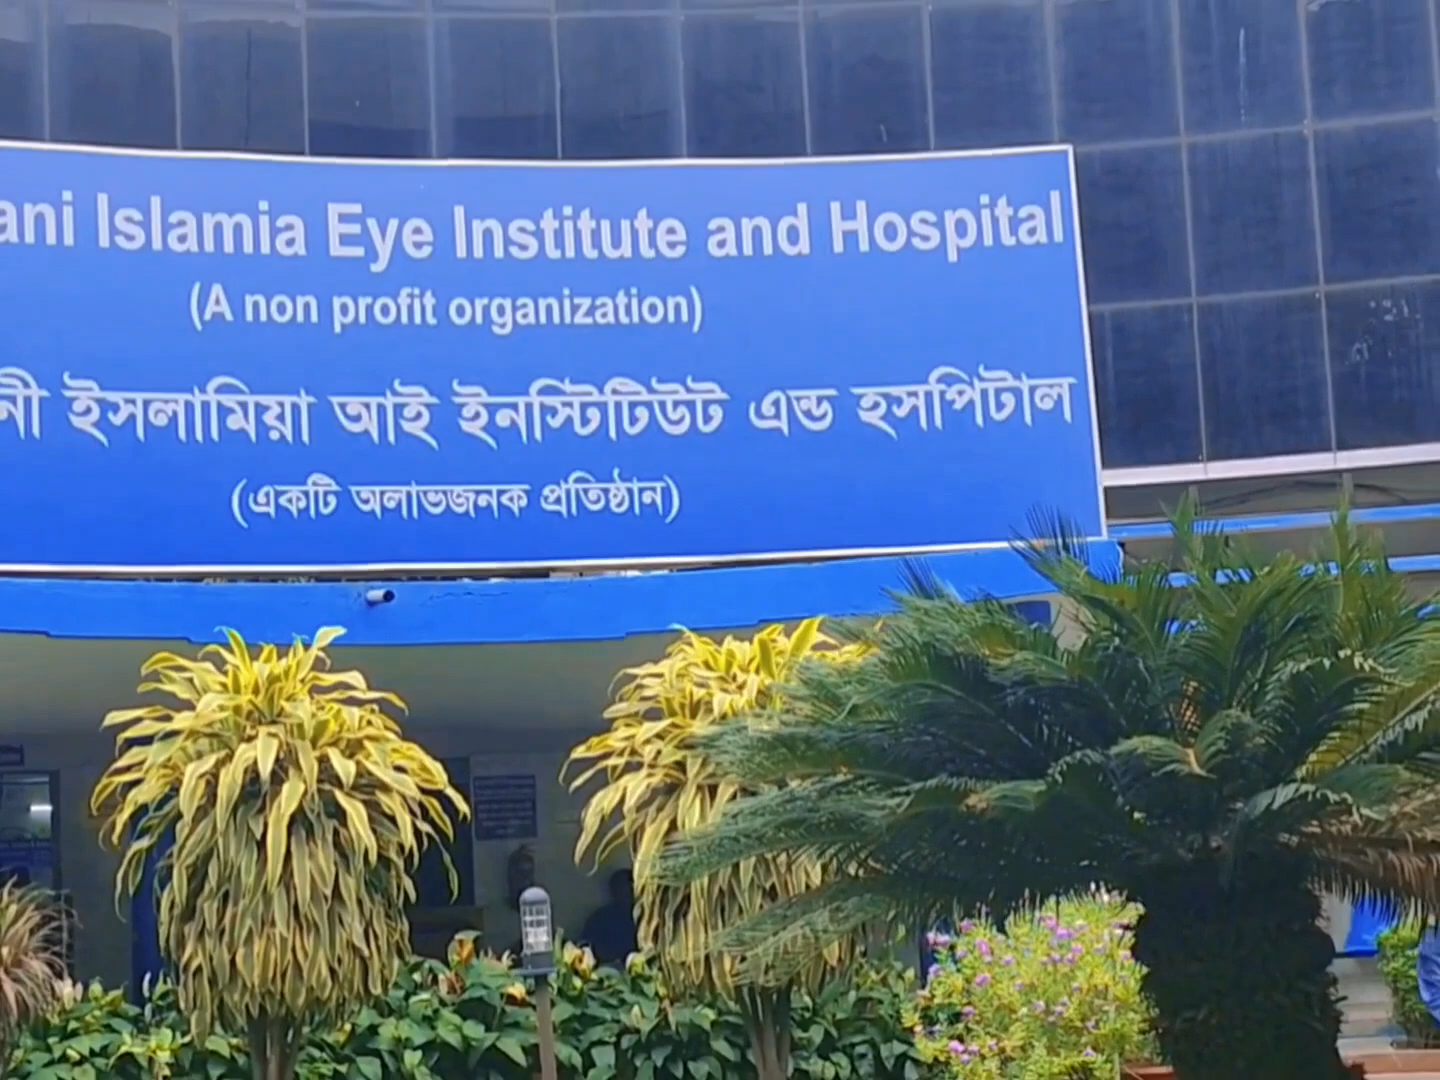 ani Islamia Eye Institute and Hospital
(A non profit organization)
নী ইসলামিয়া আই ইনস্টিটিউট এন্ড হসপিটাল
(একটি অলাভজনক প্রতিষ্ঠান)